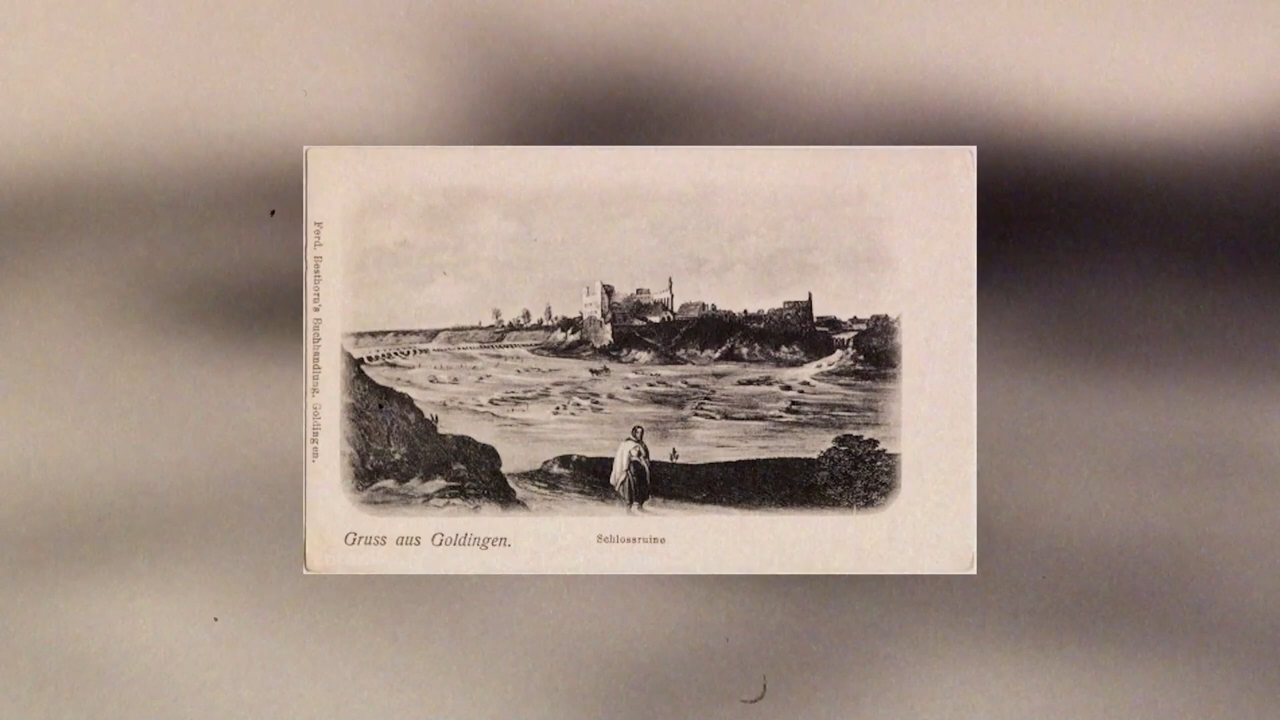 Ferd. Besthorn's Buchhandlung, Goldingen.
Gruss aus Goldingen.
Schlossruine